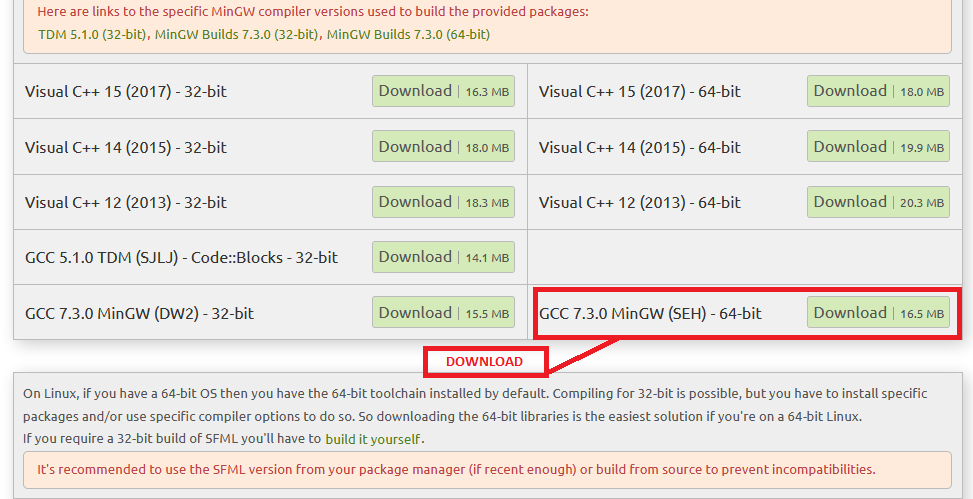 Here are links to the specific MinGW compiler versions used to build the provided packages:
TDM 5.1.0 (32-bit), MinGW Builds 7.3.0 (32-bit), MinGW Builds 7.3.0 (64-bit)
Visual C++ 15 (2017) - 32-bit Download | 16.3 MB Visual C++ 15 (2017) - 64-bit Download | 18.0 MB
Visual C++ 14 (2015) - 32-bit Download | 18.0 MB Visual C++ 14 (2015) - 64-bit Download | 19.9 MB
Visual C++ 12 (2013) - 32-bit Download | 18.3 MB Visual C++ 12 (2013) - 64-bit Download | 20.3 MB
GCC 5.1.0 TDM (SJLJ) - Code::Blocks - 32-bit Download | 14.1 MB
GCC 7.3.0 MinGW (DW2) - 32-bit Download | 15.5 MB GCC 7.3.0 MinGW (SEH) - 64-bit Download | 16.5 MB
DOWNLOAD
On Linux, if you have a 64-bit OS then you have the 64-bit toolchain installed by default. Compiling for 32-bit is possible, but you have to install specific
packages and/or use specific compiler options to do so. So downloading the 64-bit libraries is the easiest solution if you're on a 64-bit Linux.
If you require a 32-bit build of SFML you'll have to build it yourself.
It's recommended to use the SFML version from your package manager (if recent enough) or build from source to prevent incompatibilities.